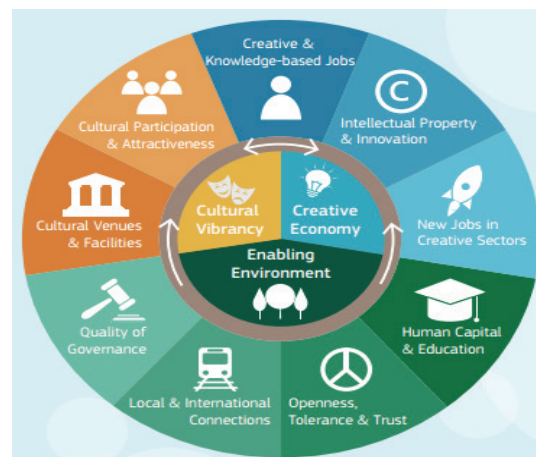 Creative &
Knowledge-based Jobs
C
Intellectual Property
& Innovation
New Jobs in
Creative Sectors
Human Capital
& Education
Openness,
Tolerance & Trust
Local & International
Connections
Quality of
Governance
Cultural Venues
& Facilities
Cultural Participation
& Attractiveness
Cultural
Vibrancy
Creative
Economy
Enabling
Environment